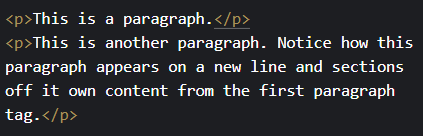 <p>This is a paragraph.</p>
<p>This is another paragraph. Notice how this
paragraph appears on a new line and sections
off it own content from the first paragraph
tag.</p>